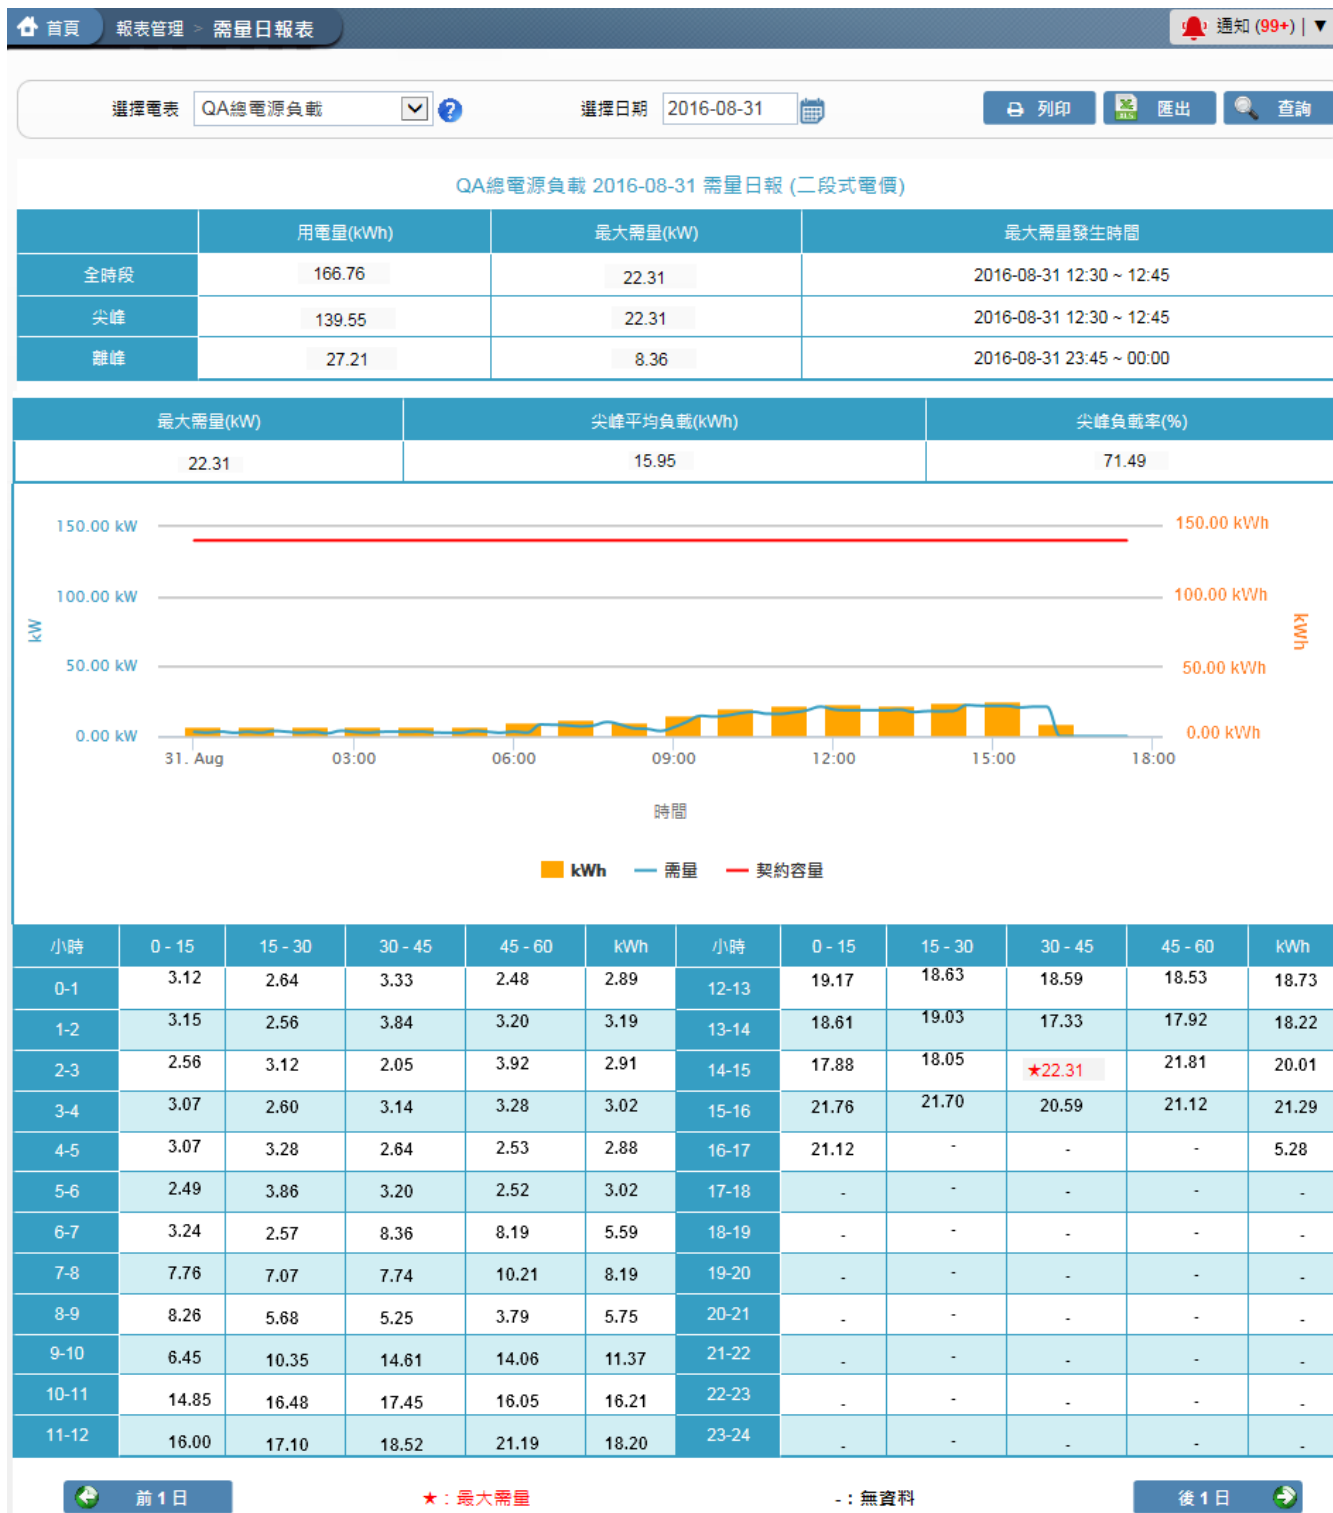 首頁 報表管理 > 需量日報表 通知 (99+) | ▼
選擇電表 QA總電源負載 選擇日期 2016-08-31 列印 匯出 查詢
QA總電源負載 2016-08-31 需量日報 (二段式電價)
用電量(kWh) 最大需量(kW) 最大需量發生時間
全時段 166.76 22.31 2016-08-31 12:30 ~ 12:45
尖峰 139.55 22.31 2016-08-31 12:30 ~ 12:45
離峰 27.21 8.36 2016-08-31 23:45 ~ 00:00
最大需量(kW) 尖峰平均負載(kWh) 尖峰負載率(%)
22.31 15.95 71.49
150.00 kW 150.00 kWh
100.00 kW 100.00 kWh
kW kWh
50.00 kW 50.00 kWh
0.00 kW 0.00 kWh
31. Aug 03:00 06:00 09:00 12:00 15:00 18:00
時間
kWh 需量 契約容量
小時 0 - 15 15 - 30 30 - 45 45 - 60 kWh 小時 0 - 15 15 - 30 30 - 45 45 - 60 kWh
0-1 3.12 2.64 3.33 2.48 2.89 12-13 19.17 18.63 18.59 18.53 18.73
1-2 3.15 2.56 3.84 3.20 3.19 13-14 18.61 19.03 17.33 17.92 18.22
2-3 2.56 3.12 2.05 3.92 2.91 14-15 17.88 18.05 ★22.31 21.81 20.01
3-4 3.07 2.60 3.14 3.28 3.02 15-16 21.76 21.70 20.59 21.12 21.29
4-5 3.07 3.28 2.64 2.53 2.88 16-17 21.12 - - - 5.28
5-6 2.49 3.86 3.20 2.52 3.02 17-18 - - - - -
6-7 3.24 2.57 8.36 8.19 5.59 18-19 - - - - -
7-8 7.76 7.07 7.74 10.21 8.19 19-20 - - - - -
8-9 8.26 5.68 5.25 3.79 5.75 20-21 - - - - -
9-10 6.45 10.35 14.61 14.06 11.37 21-22 - - - - -
10-11 14.85 16.48 17.45 16.05 16.21 22-23 - - - - -
11-12 16.00 17.10 18.52 21.19 18.20 23-24 - - - - -
前 1 日 ★：最大需量 -：無資料 後 1 日